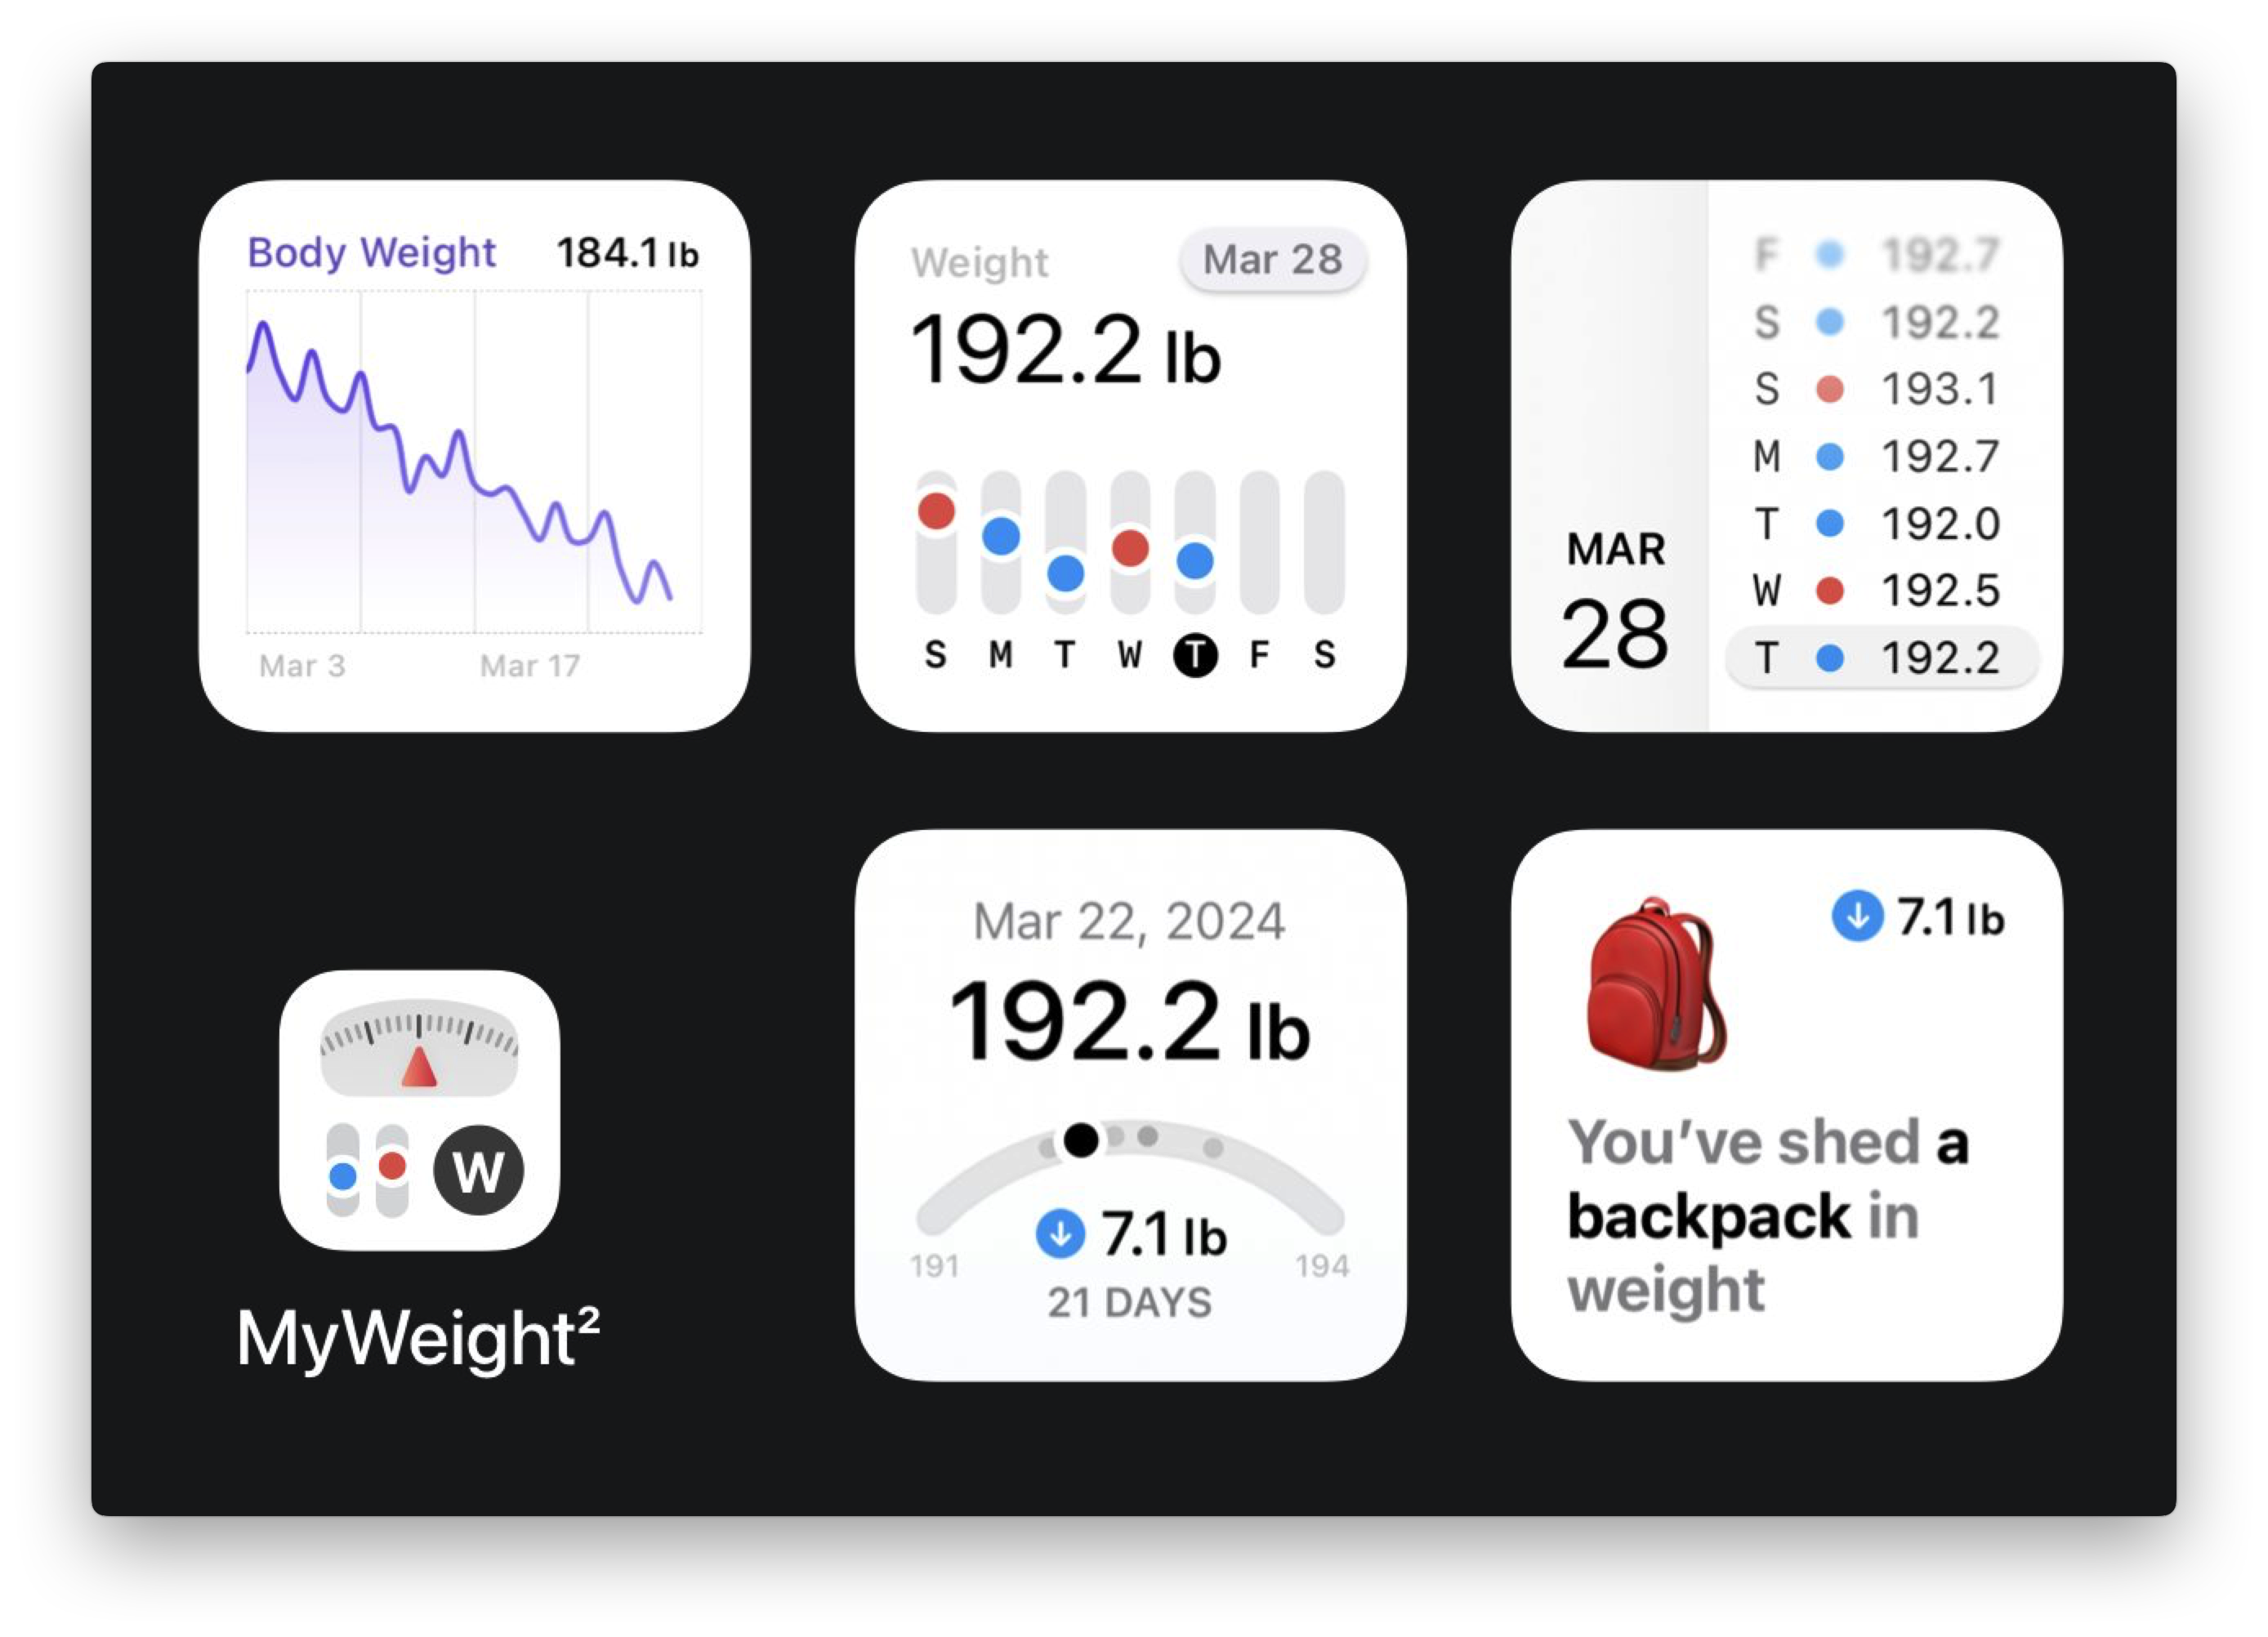 Body Weight 184.1 lb
Mar 3 Mar 17
Weight Mar 28
192.2 lb
S M T W T F S
MAR
28
F 192.7
S 192.2
S 193.1
M 192.7
T 192.0
W 192.5
T 192.2
W
MyWeight²
Mar 22, 2024
192.2 lb
7.1 lb
191 194
21 DAYS
7.1 lb
You've shed a
backpack in
weight